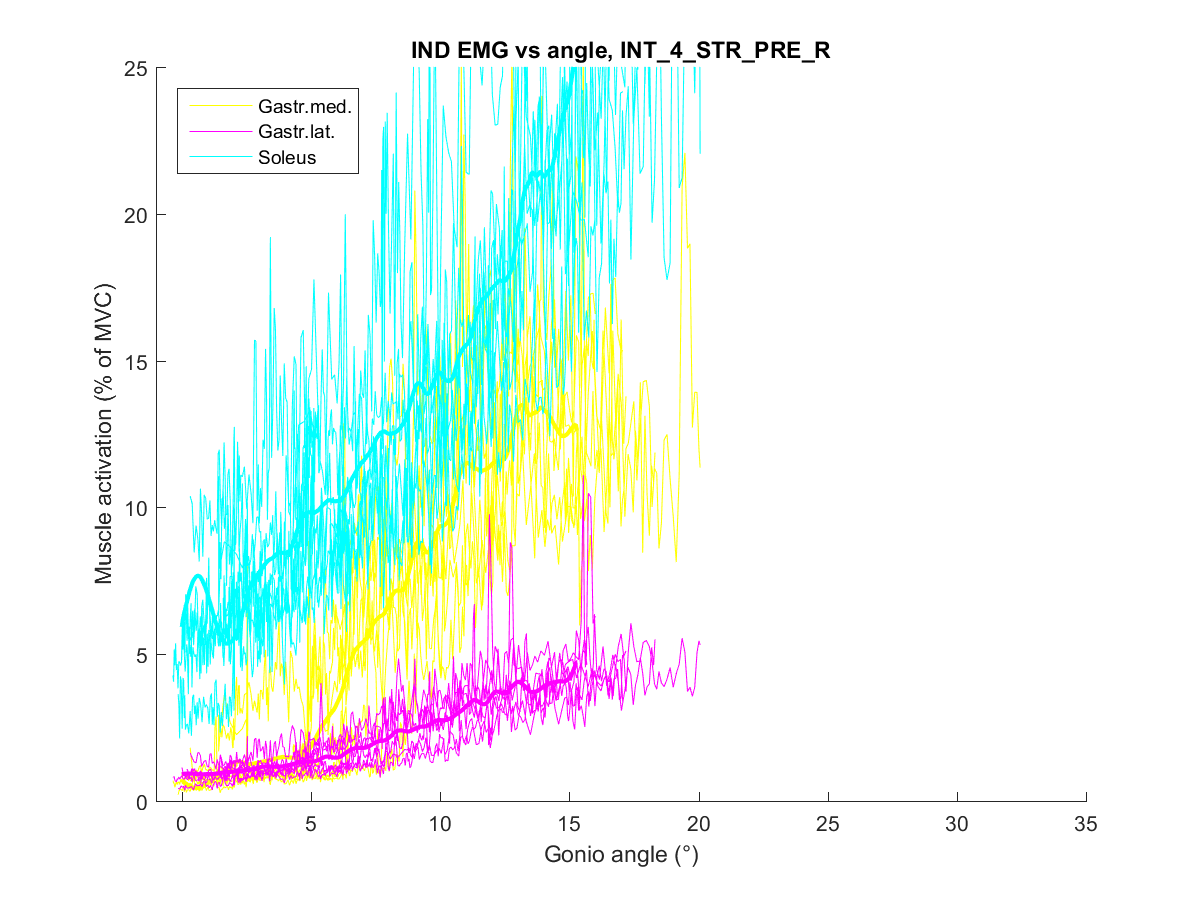 IND EMG vs angle, INT_4_STR_PRE_R
25
20
15
10
5
0
Muscle activation (% of MVC)
Gastr.med.
Gastr.lat.
Soleus
0 5 10 15 20 25 30 35
Gonio angle (°)